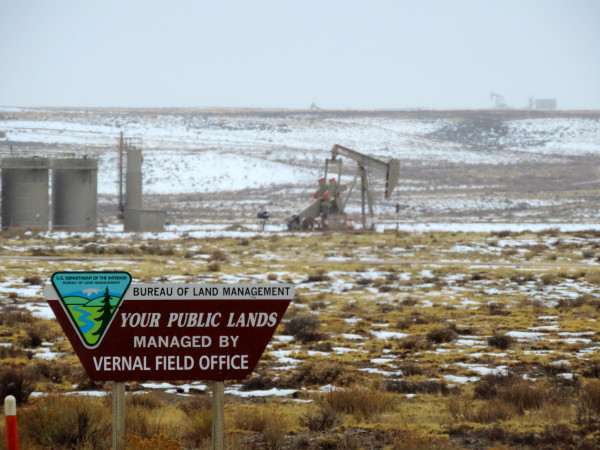 U.S. DEPARTMENT OF THE INTERIOR
BUREAU OF LAND MANAGEMENT
BUREAU OF LAND MANAGEMENT
YOUR PUBLIC LANDS
MANAGED BY
VERNAL FIELD OFFICE